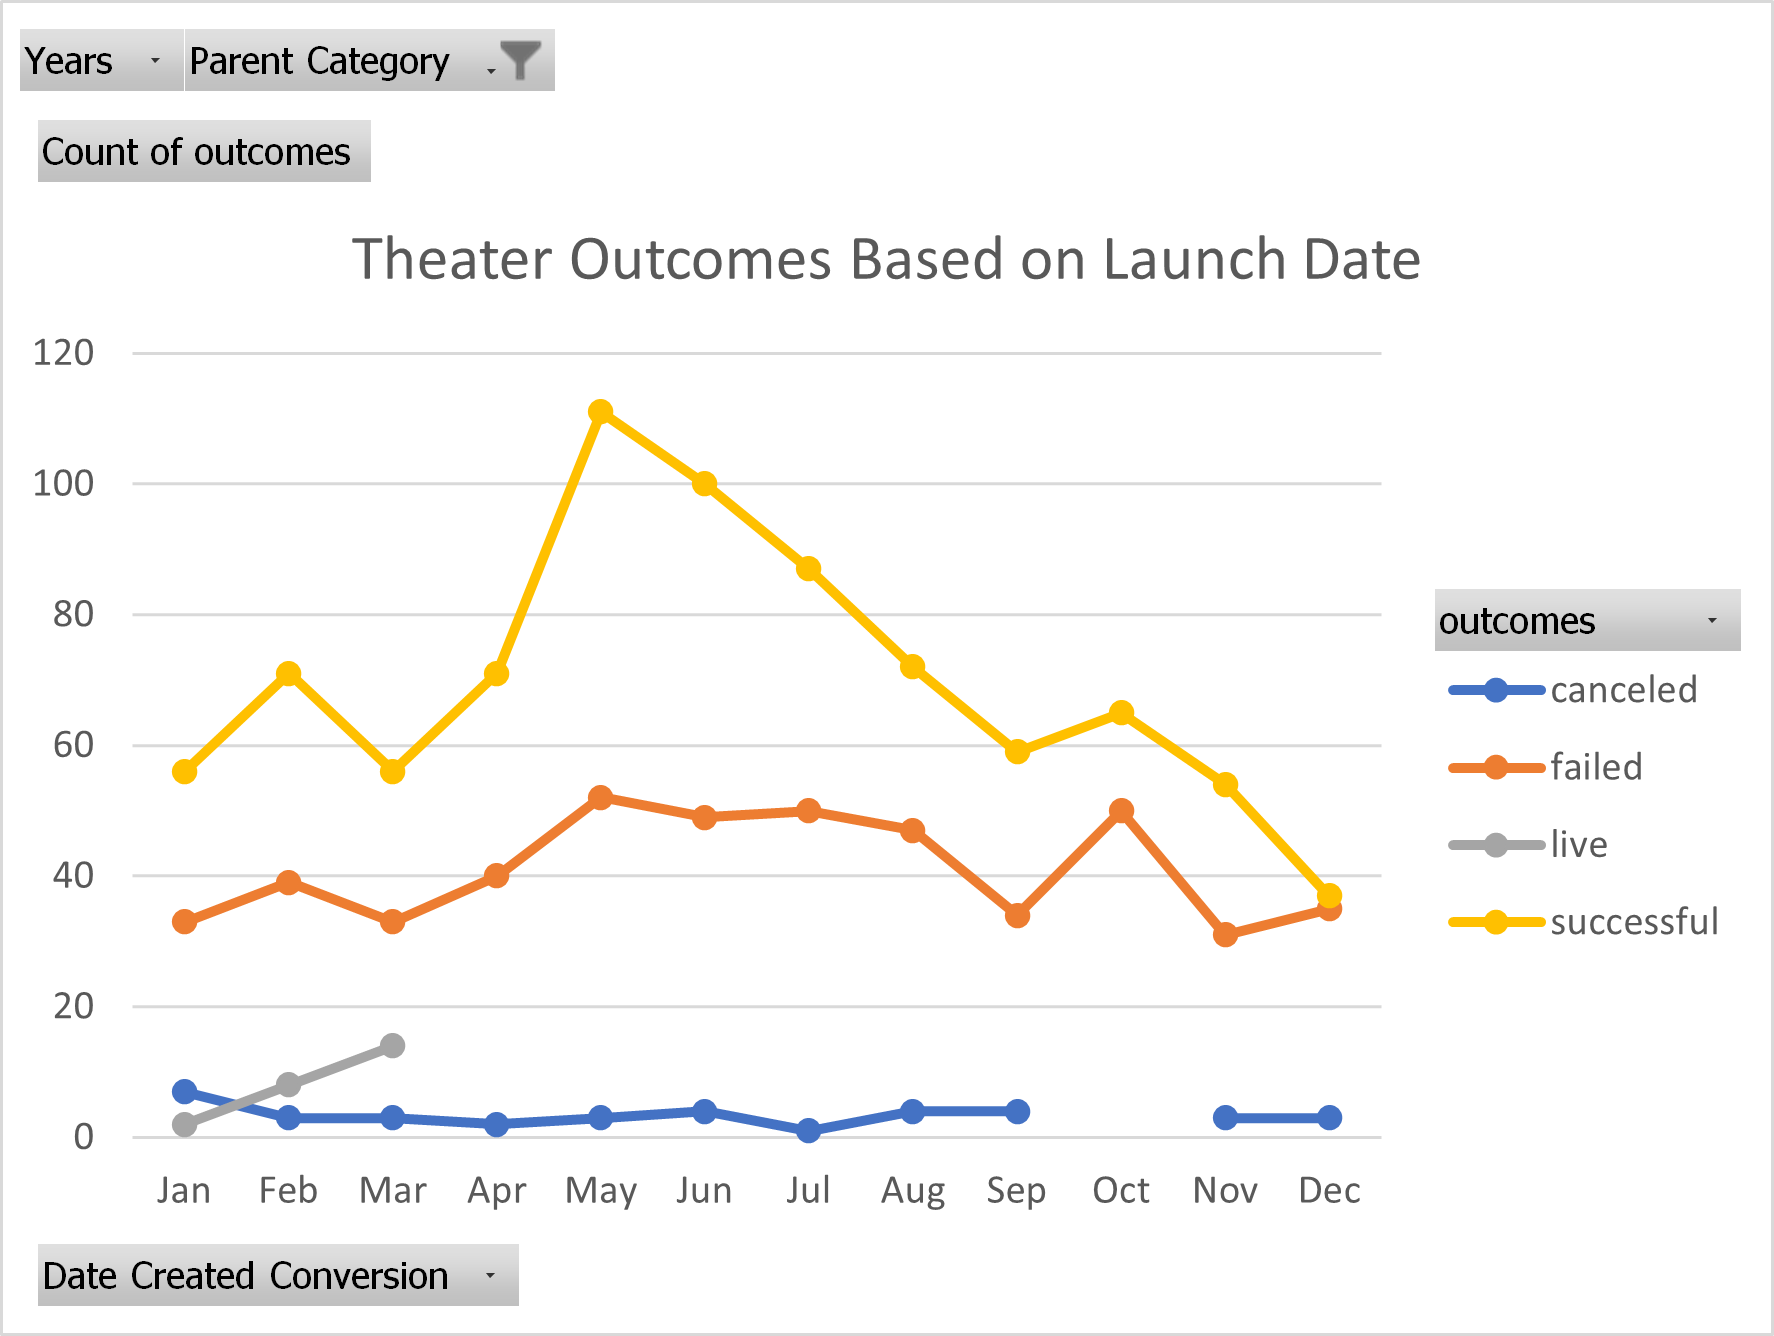 Years Parent Category
Count of outcomes
Theater Outcomes Based on Launch Date
120
100
80
60
40
20
0
Jan Feb Mar Apr May Jun Jul Aug Sep Oct Nov Dec
outcomes
canceled
failed
live
successful
Date Created Conversion